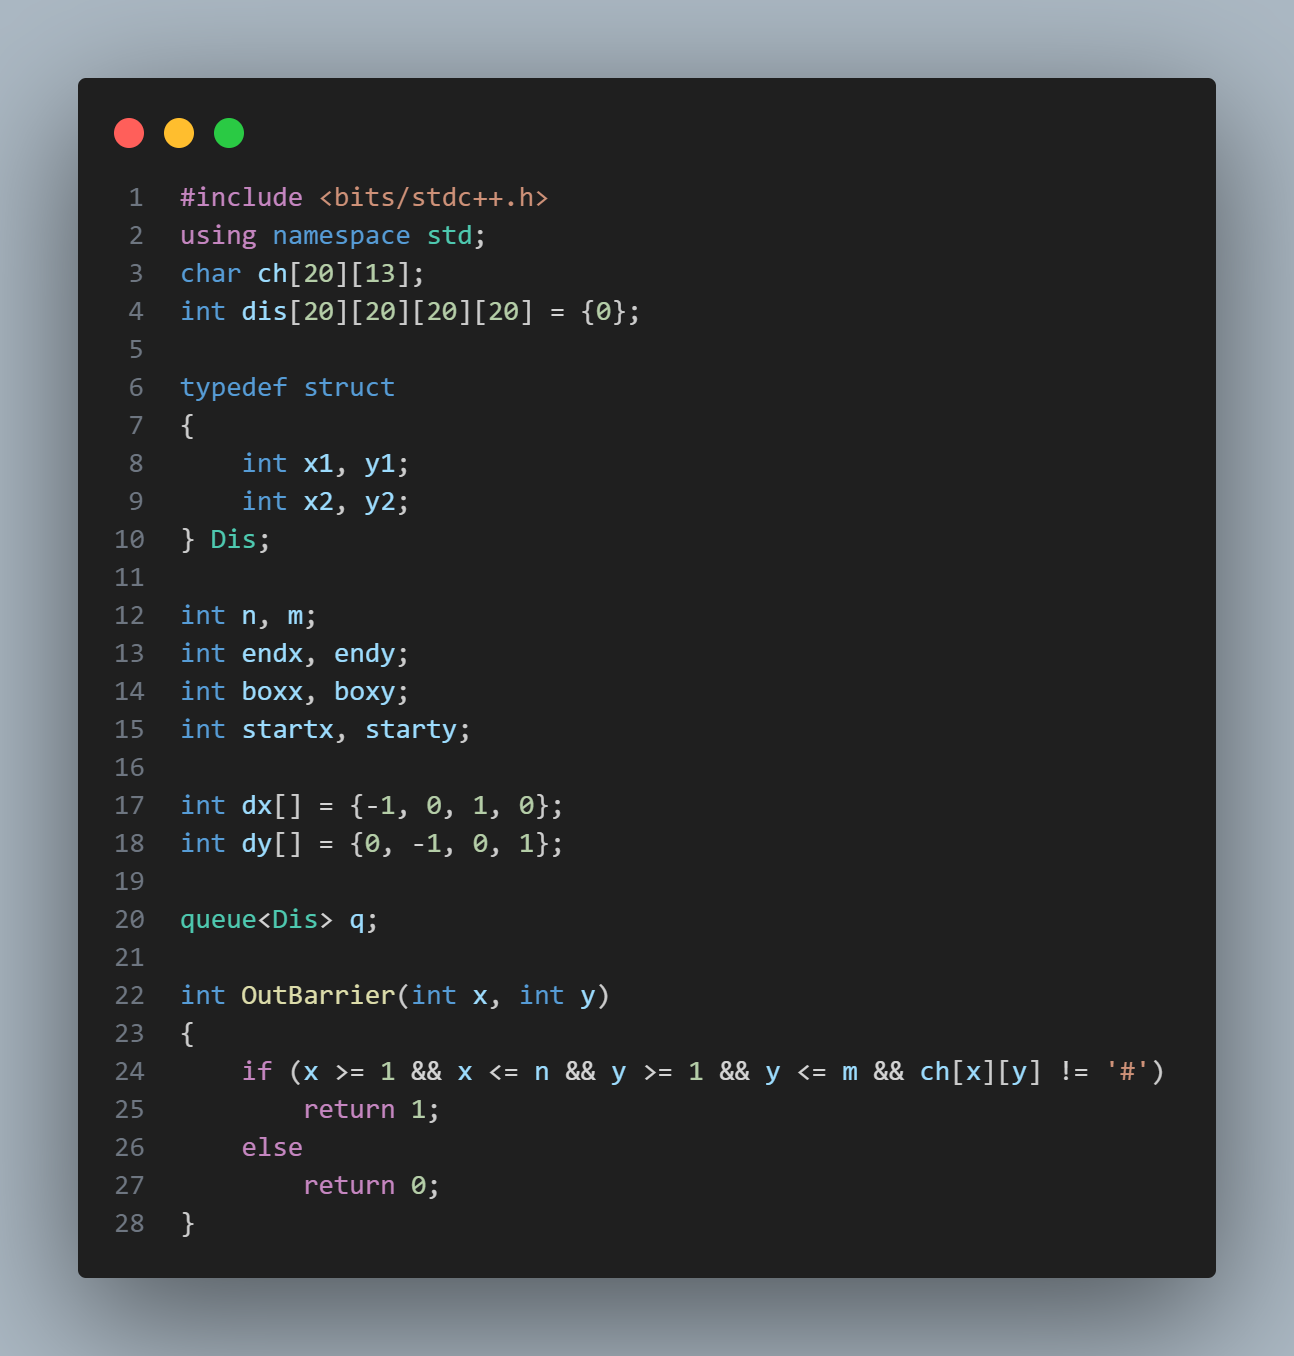 1 #include <bits/stdc++.h>
2 using namespace std;
3 char ch[20][13];
4 int dis[20][20][20][20] = {0};
5
6 typedef struct
7 {
8     int x1, y1;
9     int x2, y2;
10 } Dis;
11
12 int n, m;
13 int endx, endy;
14 int boxx, boxy;
15 int startx, starty;
16
17 int dx[] = {-1, 0, 1, 0};
18 int dy[] = {0, -1, 0, 1};
19
20 queue<Dis> q;
21
22 int OutBarrier(int x, int y)
23 {
24     if (x >= 1 && x <= n && y >= 1 && y <= m && ch[x][y] != '#')
25         return 1;
26     else
27         return 0;
28 }